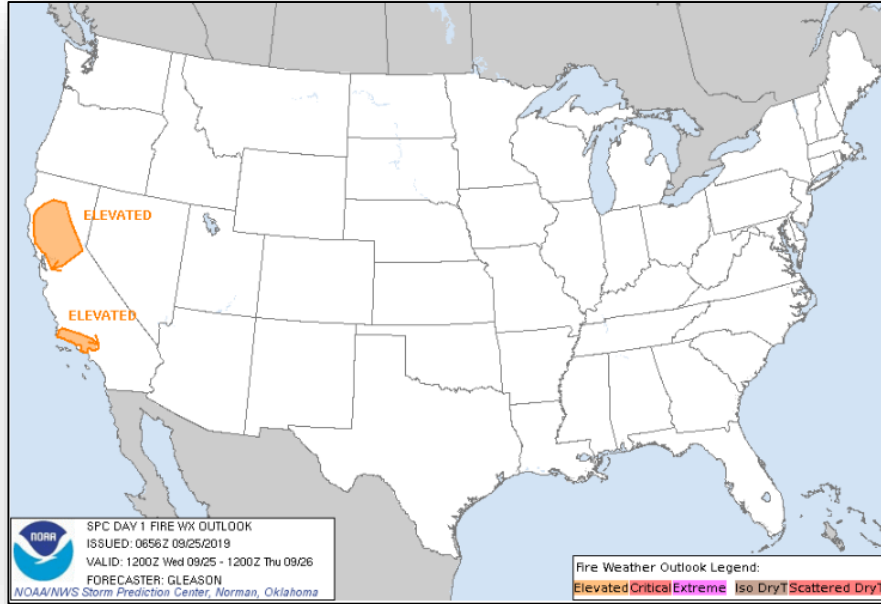 ELEVATED
ELEVATED
NOAA
SPC DAY 1 FIRE WX OUTLOOK
ISSUED: 0656Z 09/25/2019
VALID: 1200Z Wed 09/25 - 1200Z Thu 09/26
FORECASTER: GLEASON
NOAA/NWS Storm Prediction Center, Norman, Oklahoma
Fire Weather Outlook Legend:
Elevated Critical Extreme Iso DryT Scattered DryT